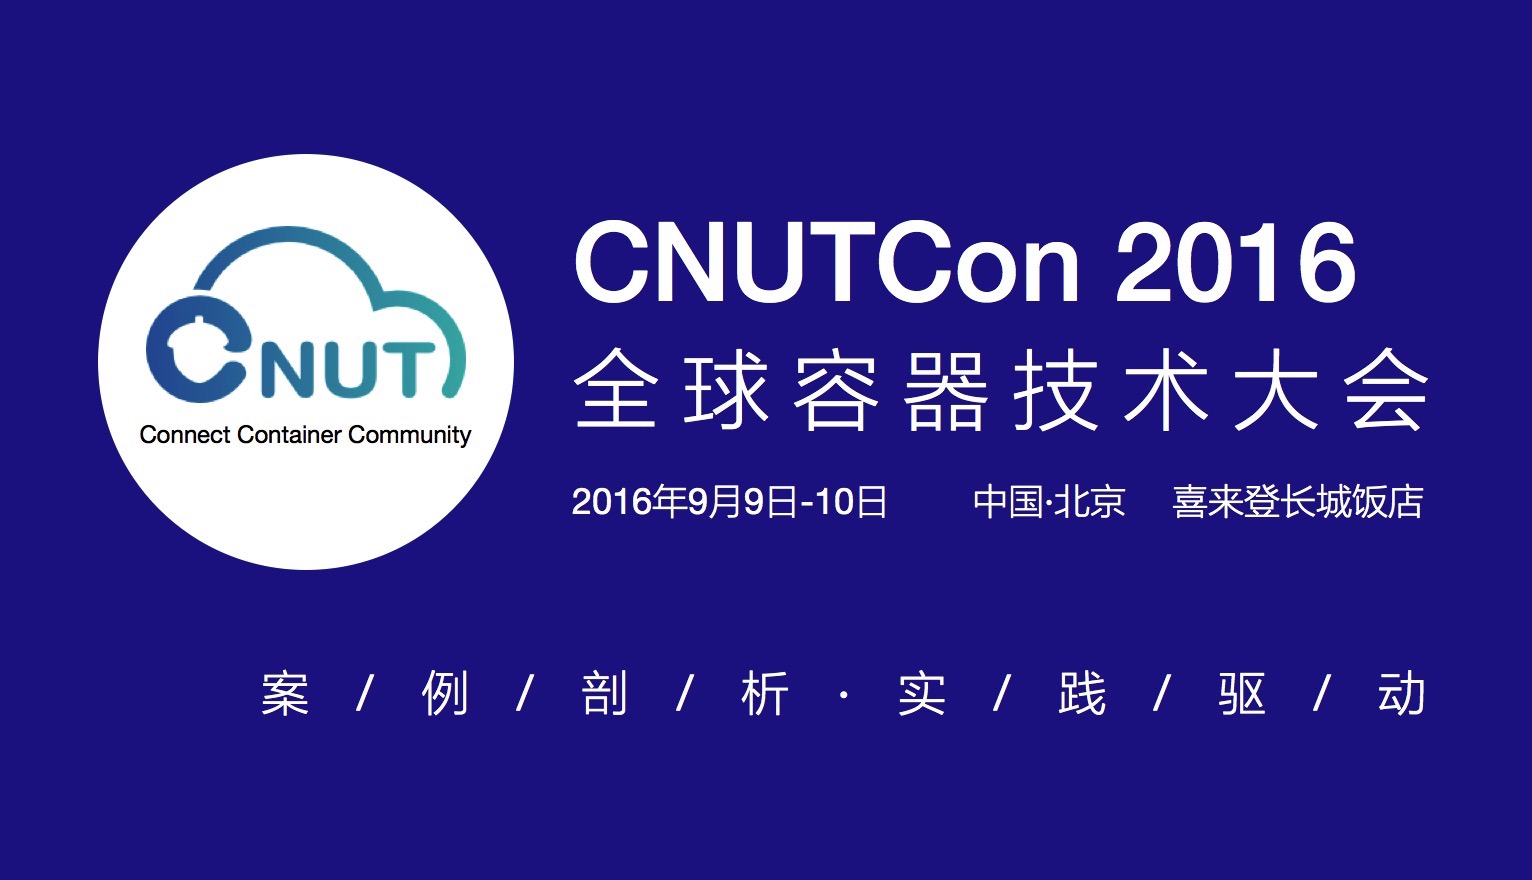 CNUT
Connect Container Community
CNUTCon 2016
全球容器技术大会
2016年9月9日-10日 中国·北京 喜来登长城饭店
案/例/剖/析·实/践/驱/动